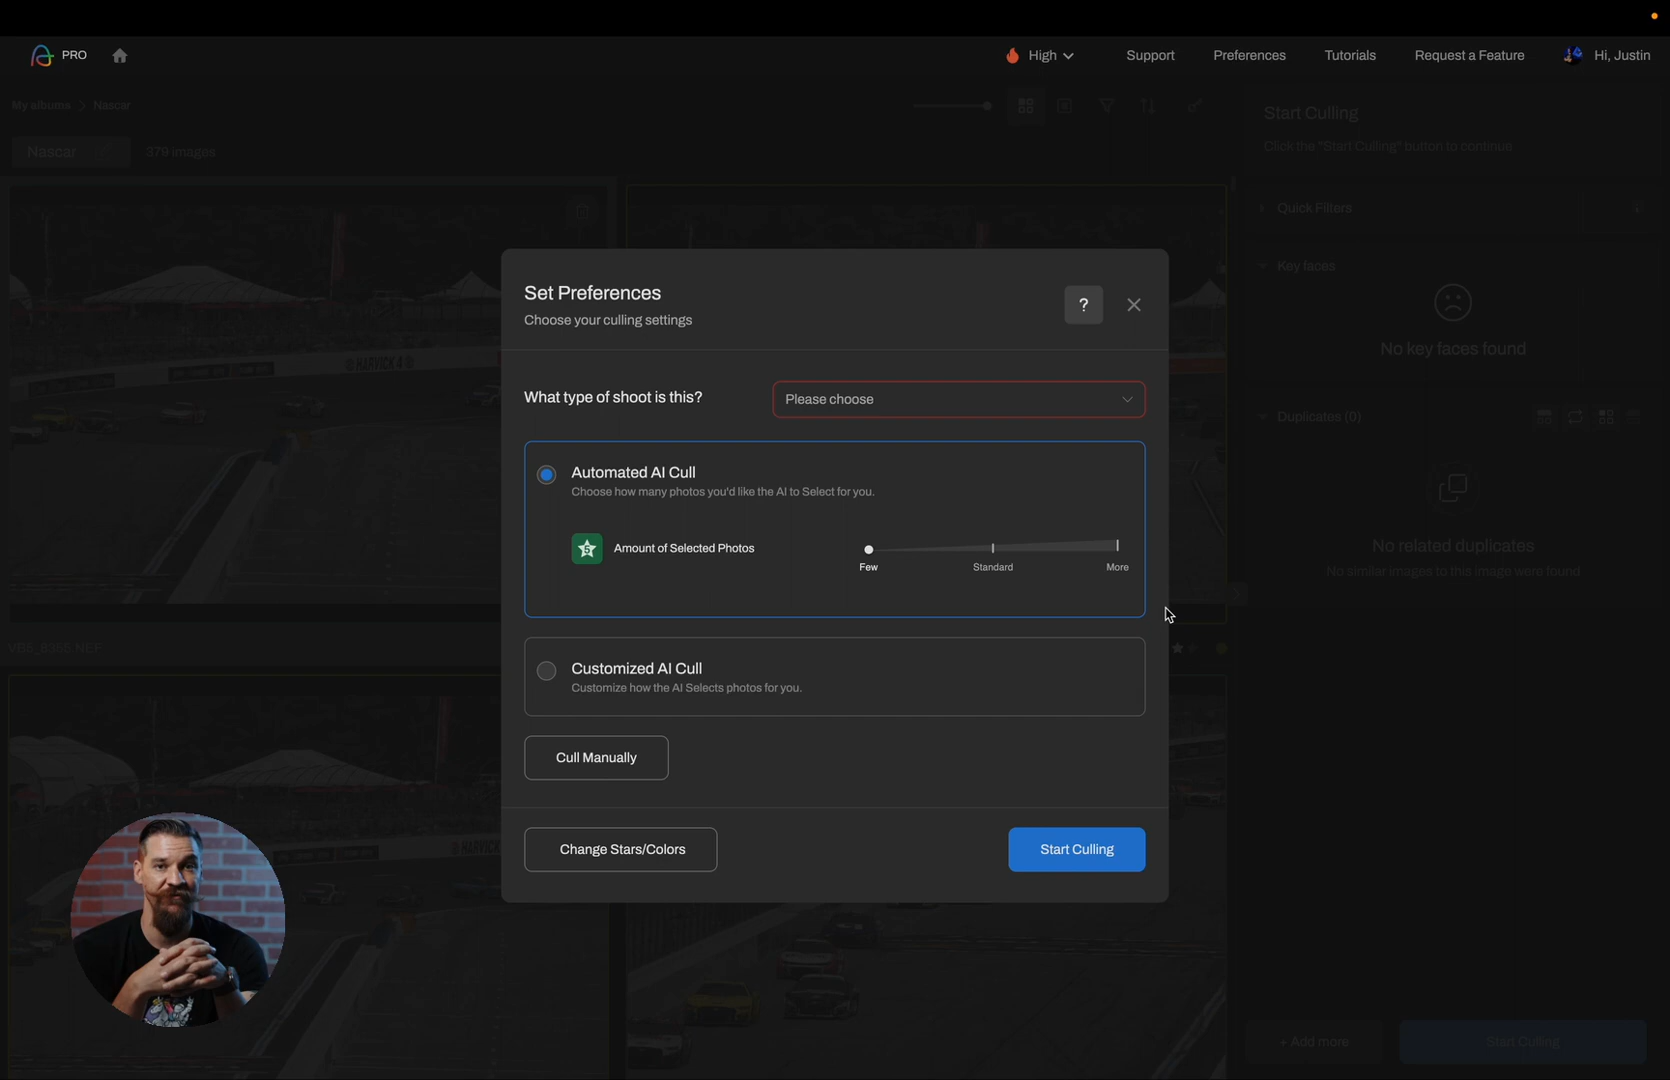 PRO
High
Support
Preferences
Tutorials
Request a Feature
Hi, Justin
My albums > Nascar
Nascar
379 images
Start Culling
Click the "Start Culling" button to continue
Quick Filters
Key faces
No key faces found
Duplicates (0)
No related duplicates
No similar images to this image were found
HARVICK 4
Set Preferences
Choose your culling settings
?
What type of shoot is this?
Please choose
Automated AI Cull
Choose how many photos you'd like the AI to Select for you.
5
Amount of Selected Photos
Few
Standard
More
Customized AI Cull
Customize how the AI Selects photos for you.
Cull Manually
Change Stars/Colors
Start Culling
+ Add more
Start Culling